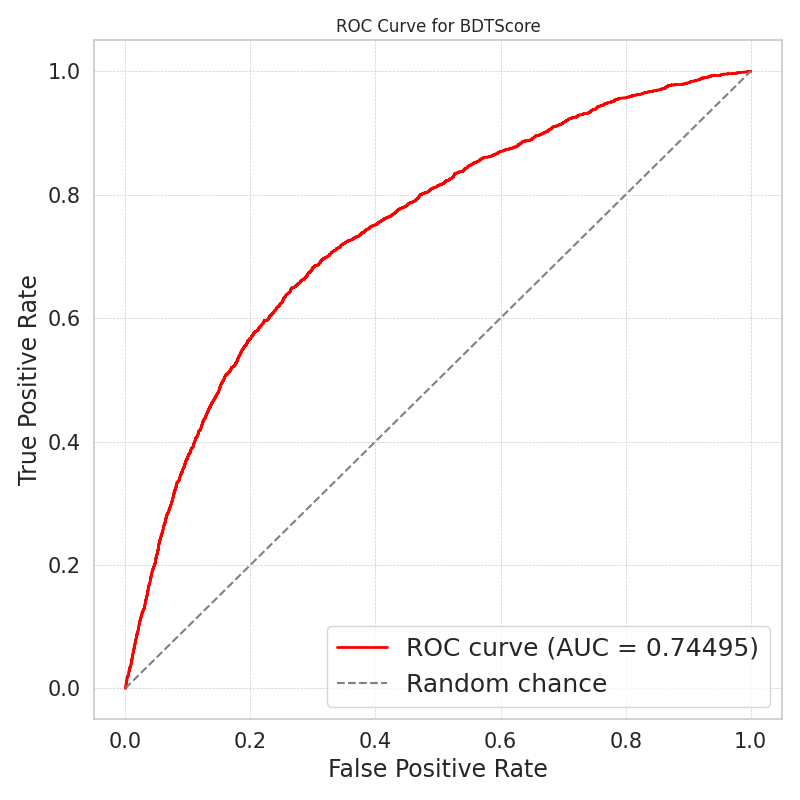 ROC Curve for BDTScore
1.0
0.8
0.6
0.4
0.2
0.0
True Positive Rate
ROC curve (AUC = 0.74495)
Random chance
0.0 0.2 0.4 0.6 0.8 1.0
False Positive Rate